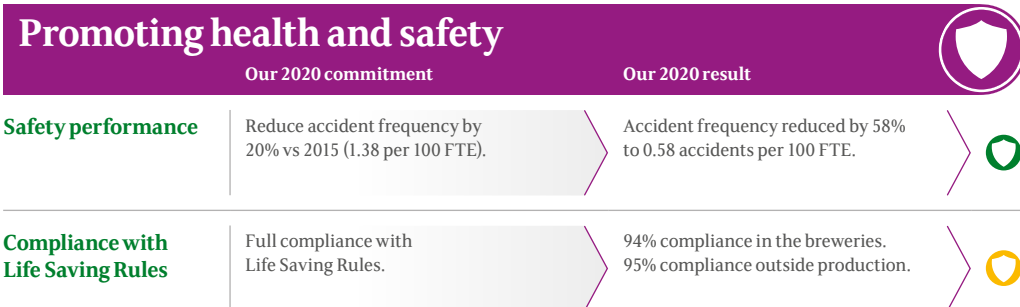 Promoting health and safety
Our 2020 commitment
Our 2020 result
Safety performance
Reduce accident frequency by
20% vs 2015 (1.38 per 100 FTE).
Accident frequency reduced by 58%
to 0.58 accidents per 100 FTE.
Compliance with
Life Saving Rules
Full compliance with
Life Saving Rules.
94% compliance in the breweries.
95% compliance outside production.